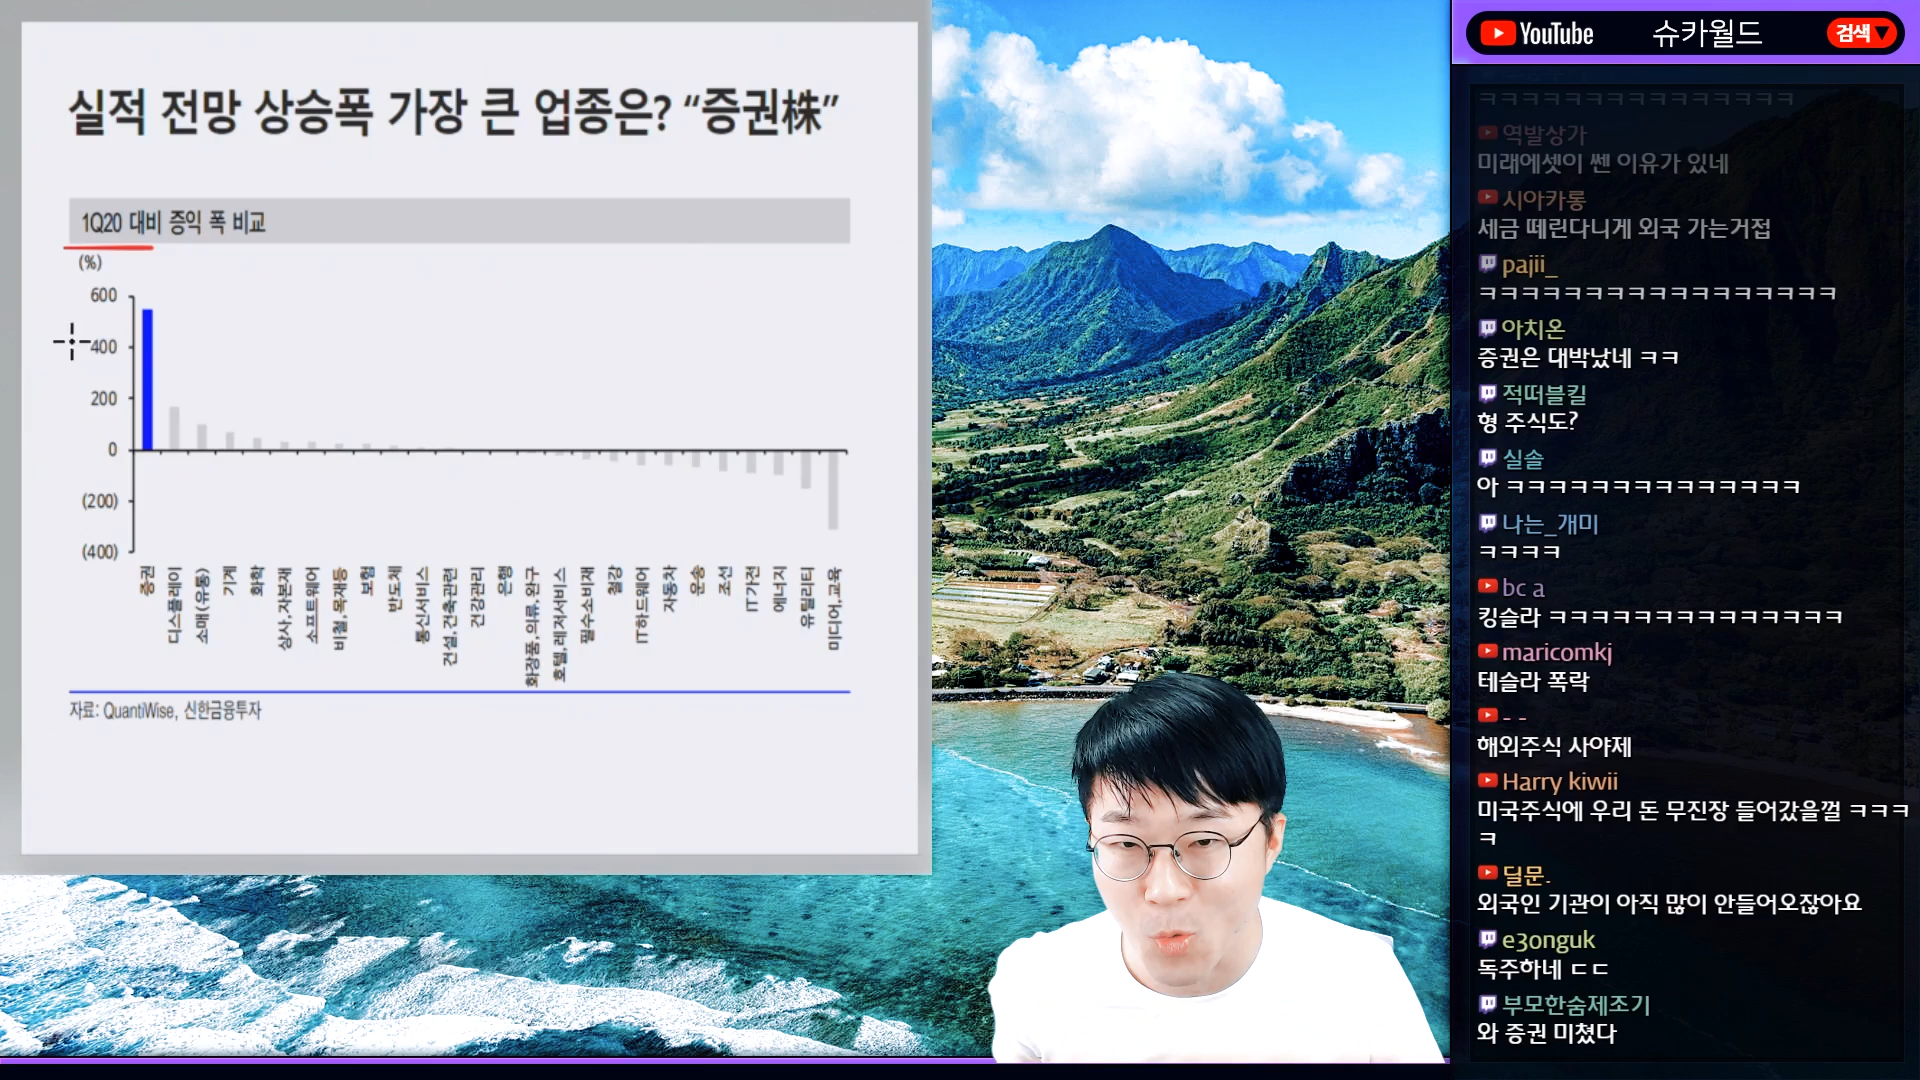 실적 전망 상승폭 가장 큰 업종은? “증권株”
1Q20 대비 증익 폭 비교
(%)
600
400
200
0
(200)
(400)
증권
디스플레이
소매(유통)
기계
화학
상사,자본재
소프트웨어
비철,목재등
보험
반도체
통신서비스
건설,건축관련
건강관리
은행
화장품,의류,완구
호텔,레저서비스
필수소비재
철강
IT하드웨어
자동차
운송
조선
IT가전
에너지
유틸리티
미디어,교육
자료: QuantiWise, 신한금융투자
YouTube 슈카월드 검색▼
ㅋㅋㅋㅋㅋㅋㅋㅋㅋㅋㅋㅋㅋㅋㅋ
역발상가
미래에셋이 쎈 이유가 있네
시아카롱
세금 떼린다니게 외국 가는거접
pajii_
ㅋㅋㅋㅋㅋㅋㅋㅋㅋㅋㅋㅋㅋㅋㅋㅋㅋ
아치온
증권은 대박났네 ㅋㅋ
적떠블킬
형 주식도?
실솔
아 ㅋㅋㅋㅋㅋㅋㅋㅋㅋㅋㅋㅋㅋㅋ
나는_개미
ㅋㅋㅋㅋ
bc a
킹슬라 ㅋㅋㅋㅋㅋㅋㅋㅋㅋㅋㅋㅋㅋㅋ
maricomkj
테슬라 폭락
- -
해외주식 사야제
Harry kiwii
미국주식에 우리 돈 무진장 들어갔을껄 ㅋㅋㅋ
ㅋ
딜문.
외국인 기관이 아직 많이 안들어오잖아요
e3onguk
독주하네 ㄷㄷ
부모한숨제조기
와 증권 미쳤다